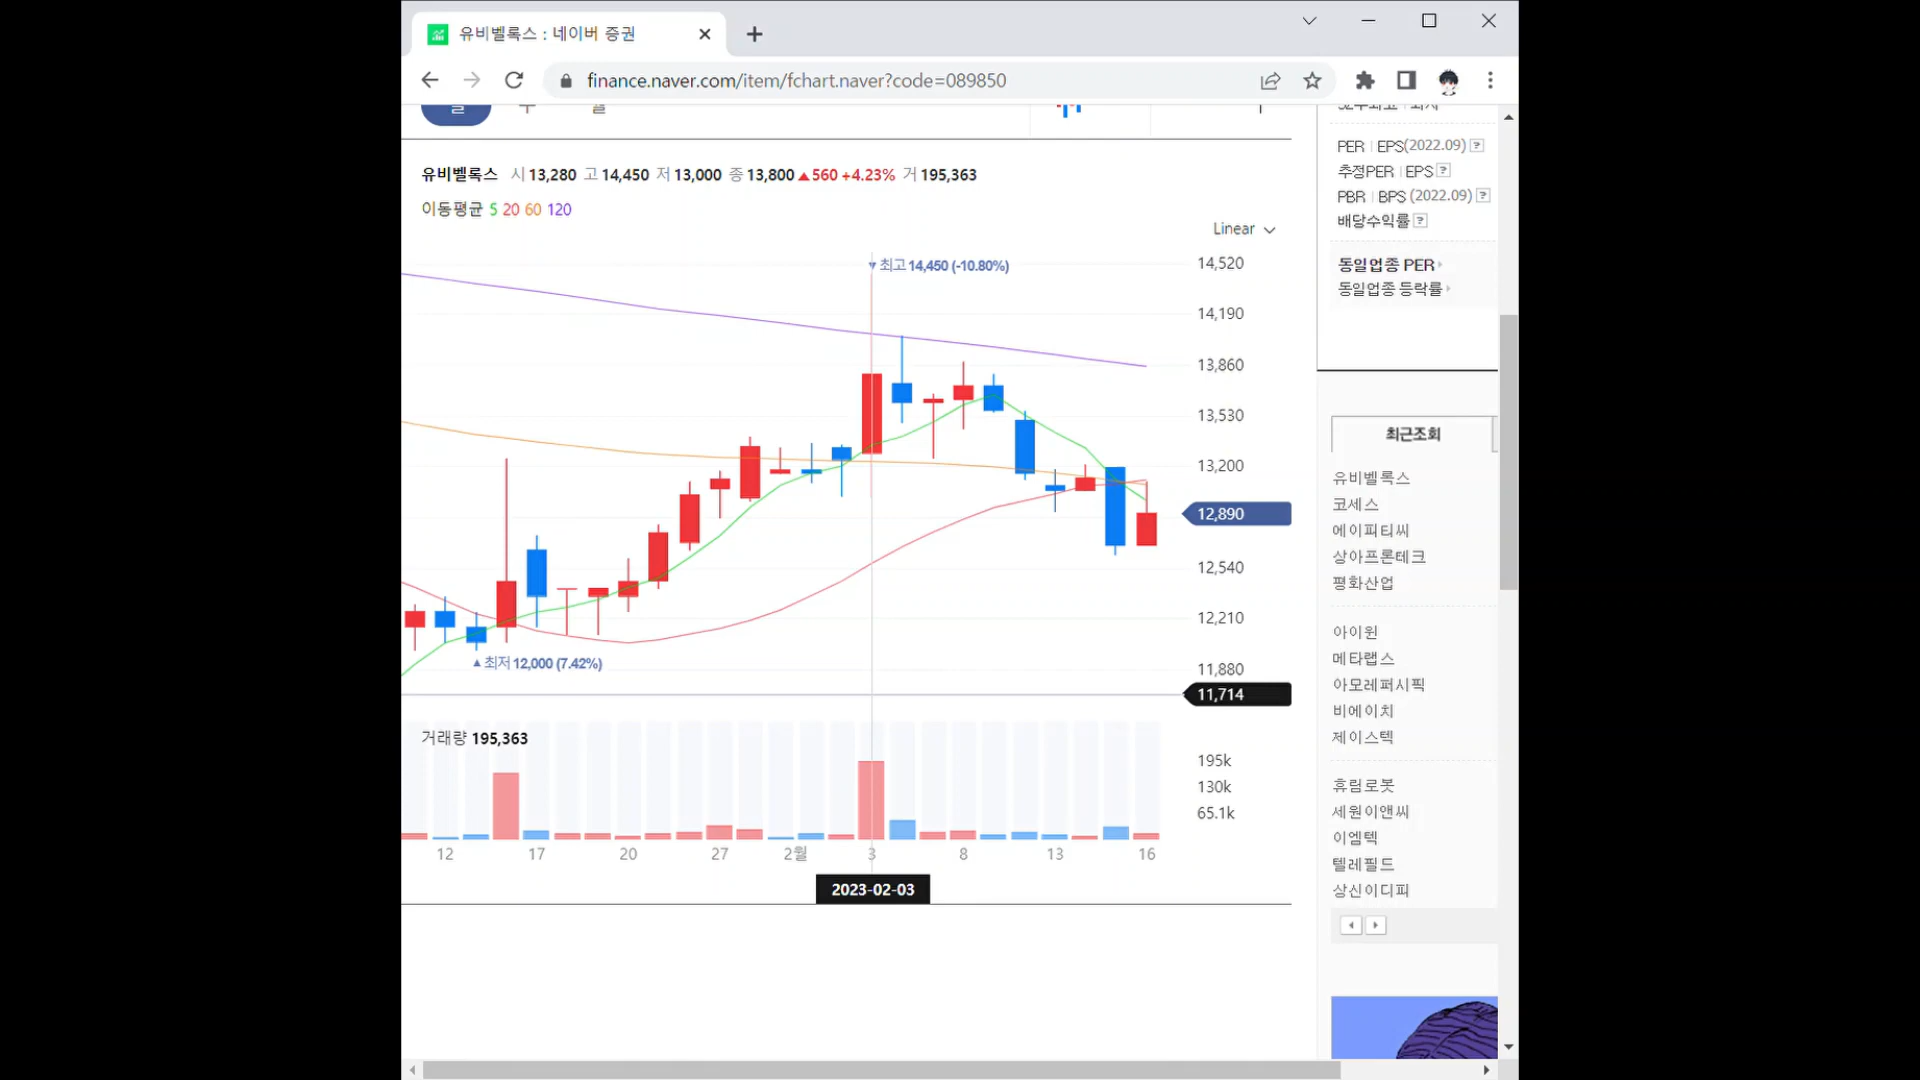 유비벨록스 : 네이버 증권
finance.naver.com/item/fchart.naver?code=089850
유비벨록스 시 13,280 고 14,450 저 13,000 종 13,800 ▲560 +4.23% 거 195,363
이동평균 5 20 60 120
Linear
▼최고 14,450 (-10.80%)
14,520
14,190
13,860
13,530
13,200
12,890
12,540
12,210
▲최저 12,000 (7.42%)
11,880
11,714
거래량 195,363
195k
130k
65.1k
12 17 20 27 2월 3 8 13 16
2023-02-03
PER | EPS(2022.09) ?
추정PER | EPS ?
PBR | BPS (2022.09) ?
배당수익률 ?
동일업종 PER
동일업종 등락률
최근조회
유비벨록스
코세스
에이피티씨
상아프론테크
평화산업
아이윈
메타랩스
아모레퍼시픽
비에이치
제이스텍
휴림로봇
세원이앤씨
이엠텍
텔레필드
상신이디피